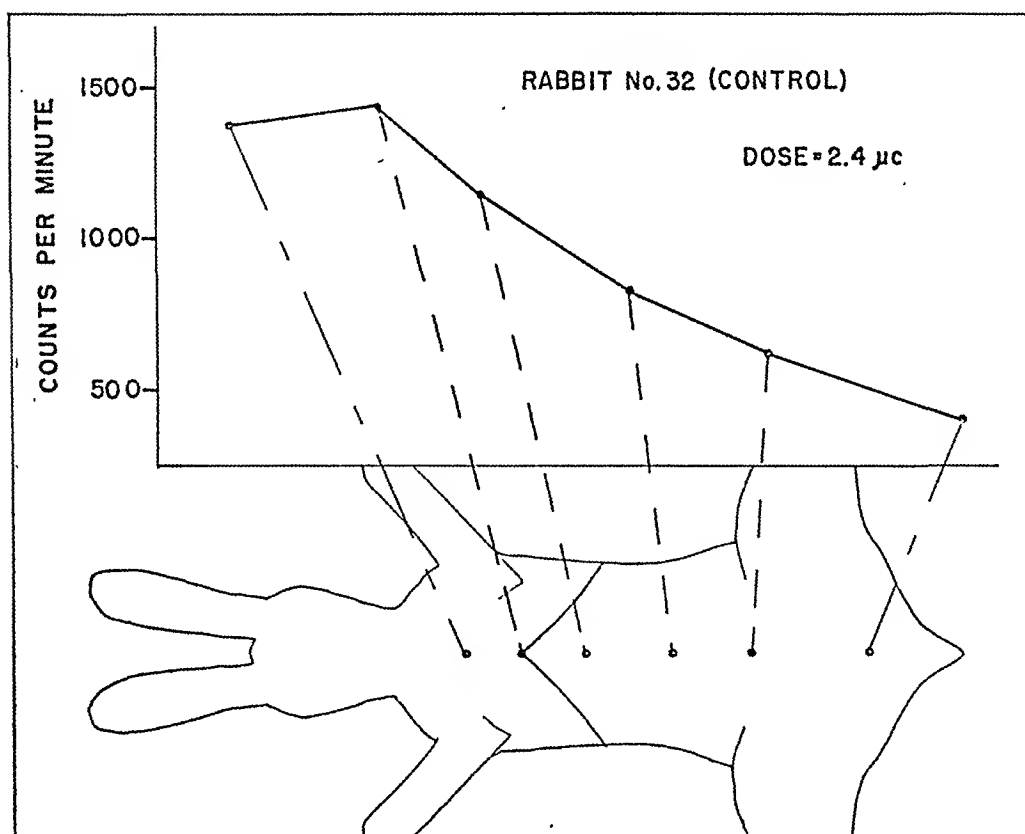 RABBIT No. 32 (CONTROL)
DOSE = 2.4 µc
COUNTS PER MINUTE
1500
1000
500